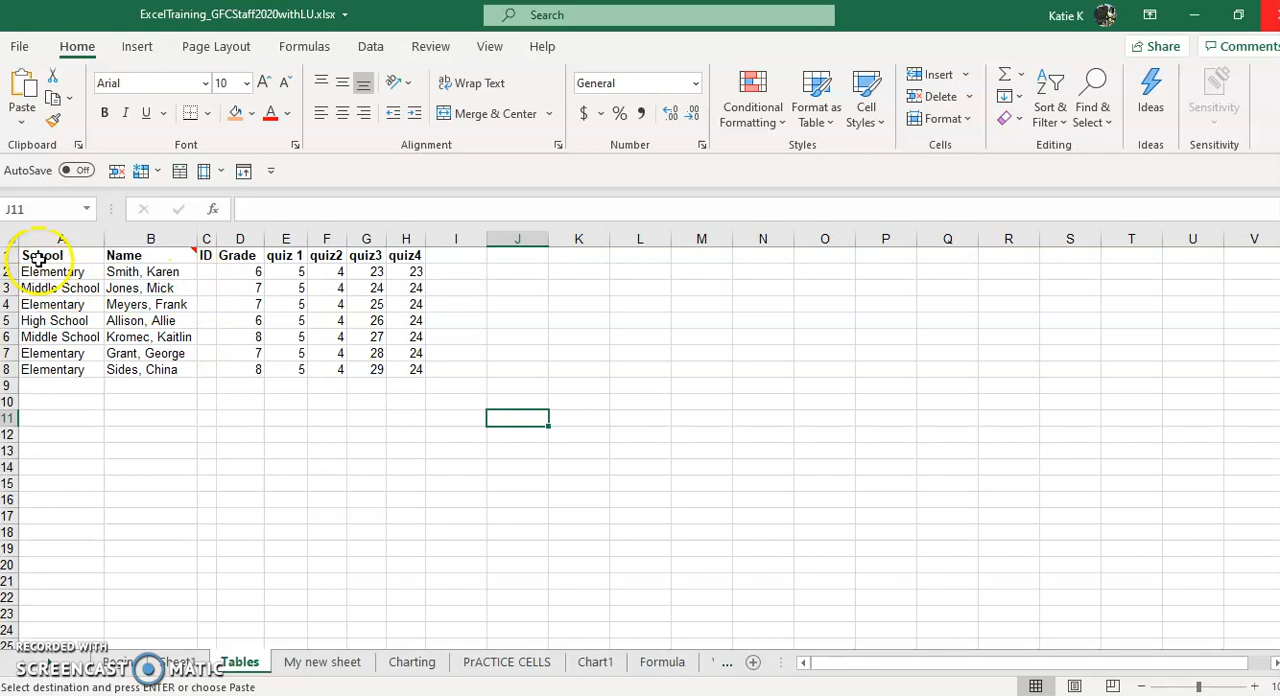 ExcelTraining_GFCStaff2020withLU.xlsx
Search
Katie K
File Home Insert Page Layout Formulas Data Review View Help
Share Comments
Paste
Arial 10
Wrap Text
General
Conditional Formatting
Format as Table
Cell Styles
Insert
Delete
Format
Sort & Filter
Find & Select
Ideas
Sensitivity
B I U
Merge & Center
$ % 9
Clipboard Font Alignment Number Styles Cells Editing Ideas Sensitivity
AutoSave Off
J11 fx
A B C D E F G H I J K L M N O P Q R S T U V
School Name ID Grade quiz 1 quiz2 quiz3 quiz4
2 Elementary Smith, Karen 6 5 4 23 23
3 Middle School Jones, Mick 7 5 4 24 24
4 Elementary Meyers, Frank 7 5 4 25 24
5 High School Allison, Allie 6 5 4 26 24
6 Middle School Kromec, Kaitlin 8 5 4 27 24
7 Elementary Grant, George 7 5 4 28 24
8 Elementary Sides, China 8 5 4 29 24
9
10
11
12
13
14
15
16
17
18
19
20
21
22
23
24
25
RECORDED WITH
SCREENCAST MATIC
Tables My new sheet Charting PrACTICE CELLS Chart1 Formula ...
Select destination and press ENTER or choose Paste
10